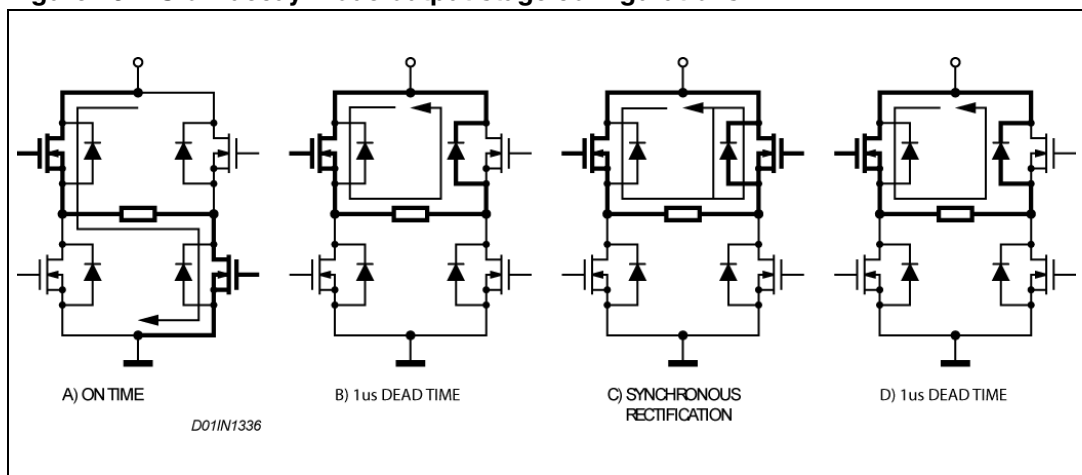 A) ON TIME
B) 1us DEAD TIME
C) SYNCHRONOUS
RECTIFICATION
D) 1us DEAD TIME
D01IN1336